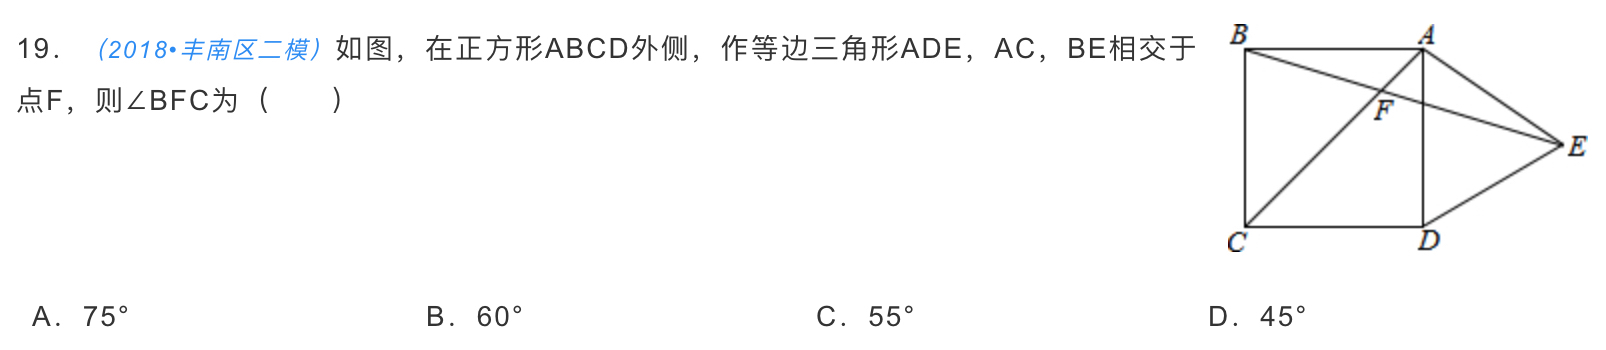 19. （2018•丰南区二模）如图，在正方形ABCD外侧，作等边三角形ADE，AC，BE相交于
点F，则∠BFC为（　　）
B
A
F
E
C
D
A. 75°
B. 60°
C. 55°
D. 45°